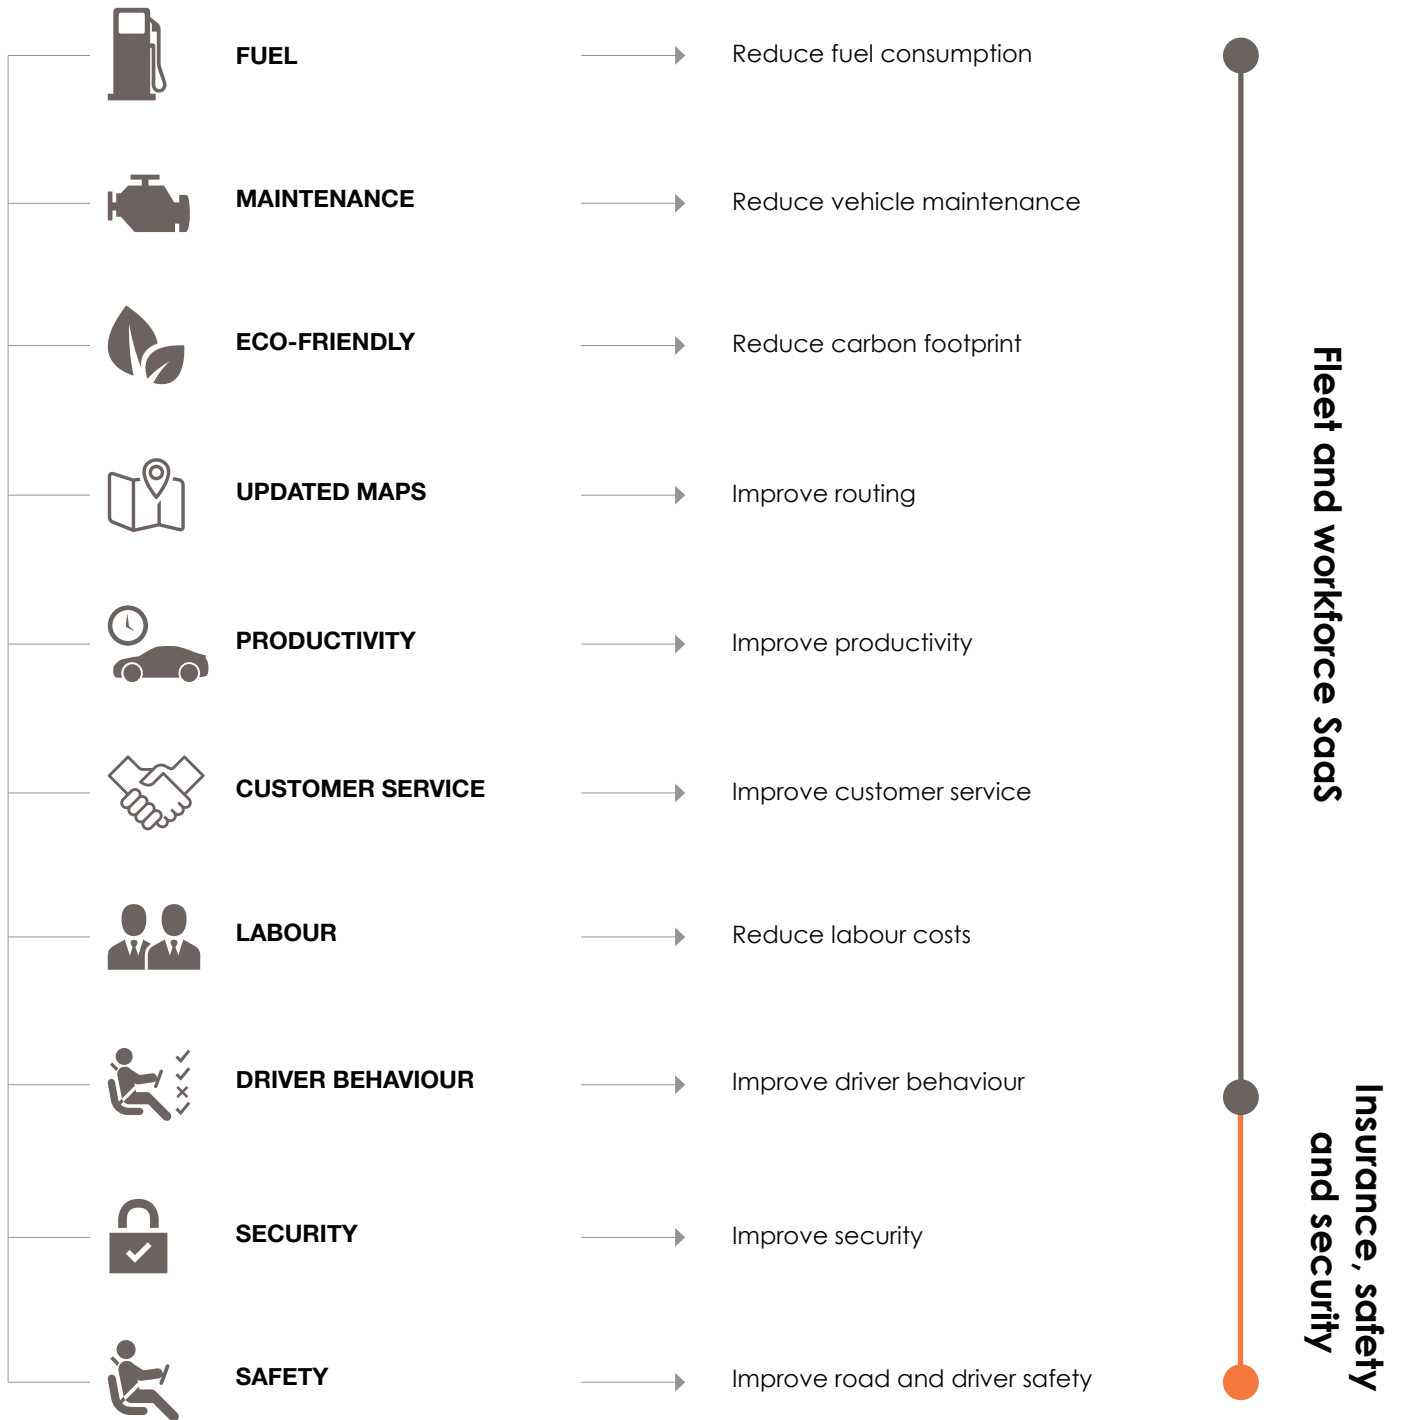 FUEL
Reduce fuel consumption
MAINTENANCE
Reduce vehicle maintenance
ECO-FRIENDLY
Reduce carbon footprint
UPDATED MAPS
Improve routing
PRODUCTIVITY
Improve productivity
CUSTOMER SERVICE
Improve customer service
LABOUR
Reduce labour costs
DRIVER BEHAVIOUR
Improve driver behaviour
SECURITY
Improve security
SAFETY
Improve road and driver safety
Fleet and workforce SaaS
Insurance, safety
and security